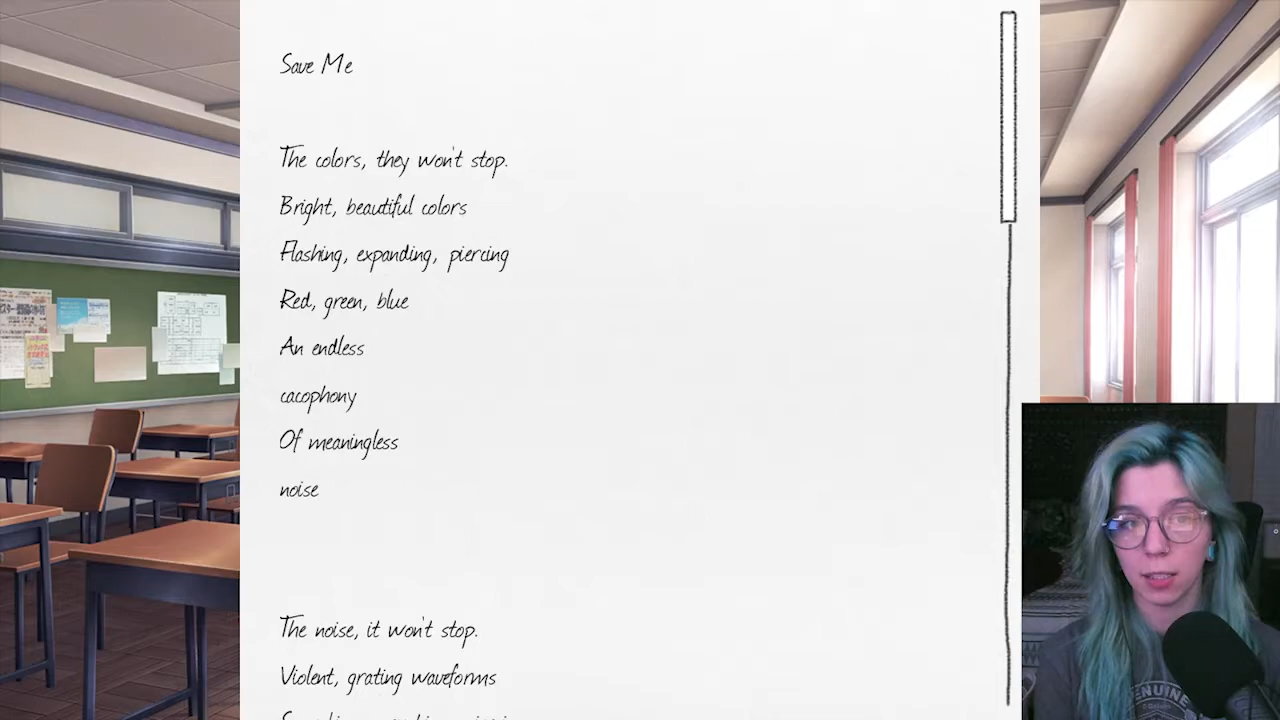 Save Me
The colors, they won't stop.
Bright, beautiful colors
Flashing, expanding, piercing
Red, green, blue
An endless
cacophony
Of meaningless
noise
The noise, it won't stop.
Violent, grating waveforms
GENUINE